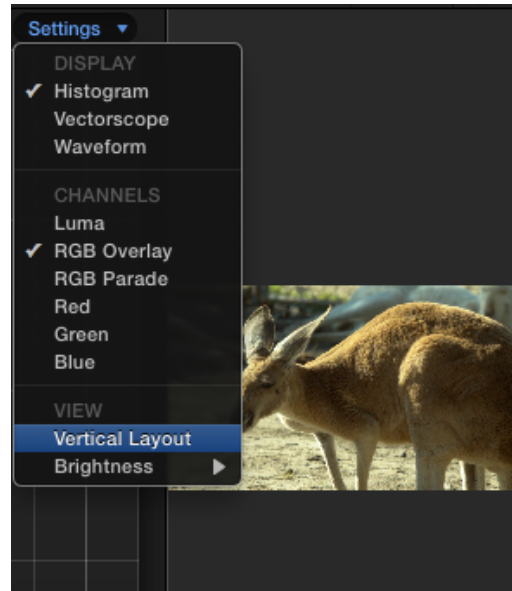 Settings
DISPLAY
Histogram
Vectorscope
Waveform
CHANNELS
Luma
RGB Overlay
RGB Parade
Red
Green
Blue
VIEW
Vertical Layout
Brightness